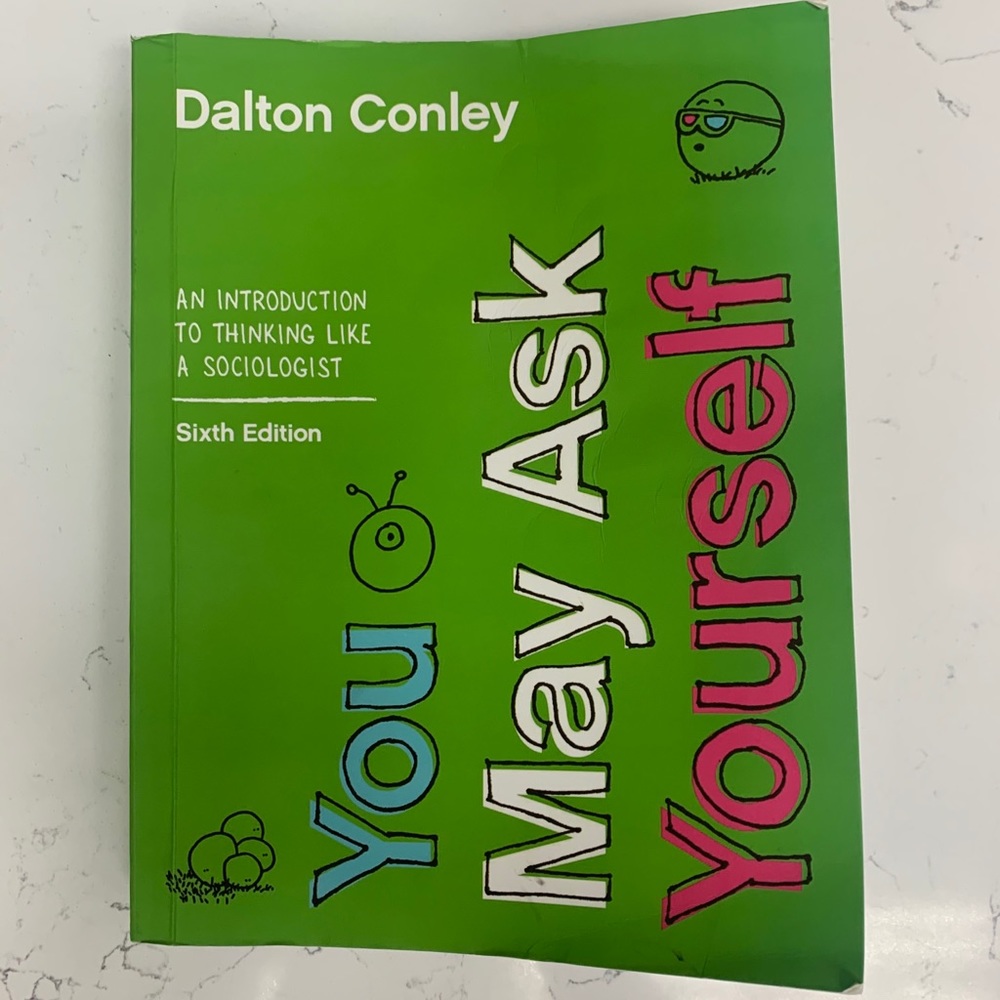 Dalton Conley
AN INTRODUCTION
TO THINKING LIKE
A SOCIOLOGIST
Sixth Edition
You
May Ask
Yourself